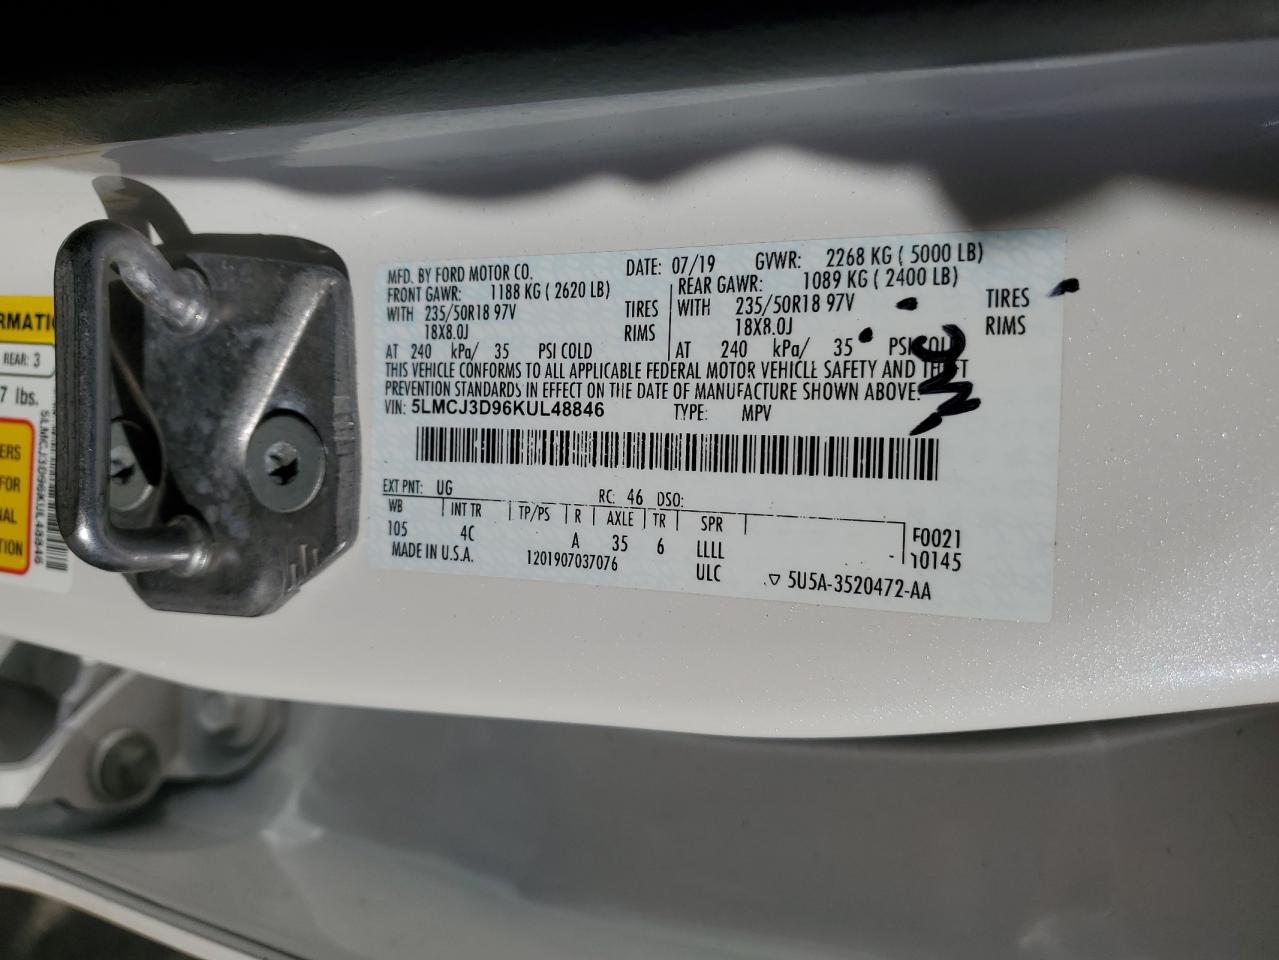 MFD. BY FORD MOTOR CO. DATE: 07/19 GVWR: 2268 KG ( 5000 LB)
FRONT GAWR: 1188 KG ( 2620 LB) REAR GAWR: 1089 KG ( 2400 LB)
WITH 235/50R18 97V TIRES WITH 235/50R18 97V TIRES
18X8.0J RIMS 18X8.0J RIMS
AT 240 kPa/ 35 PSI COLD AT 240 kPa/ 35 PSI COLD
THIS VEHICLE CONFORMS TO ALL APPLICABLE FEDERAL MOTOR VEHICLE SAFETY AND THEFT
PREVENTION STANDARDS IN EFFECT ON THE DATE OF MANUFACTURE SHOWN ABOVE.
VIN: 5LMCJ3D96KUL48846 TYPE: MPV
EXT PNT: UG RC: 46 DSO:
WB INT TR TP/PS R AXLE TR SPR F0021
105 4C A 35 6 LLLL 10145
MADE IN U.S.A. 1201907037076 ULC 5U5A-3520472-AA
REAR: 3
7 lbs.
5LMCJ3D96KUL48846